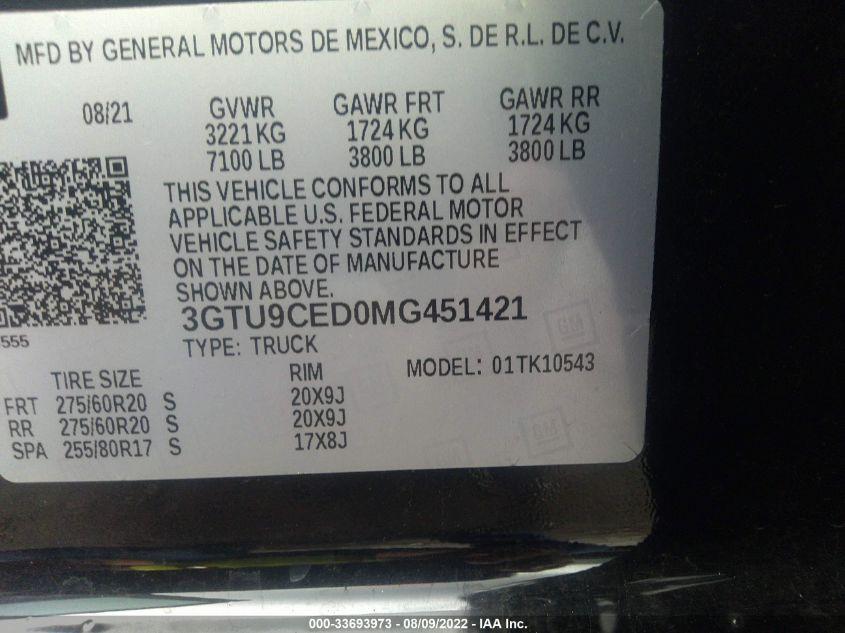 MFD BY GENERAL MOTORS DE MEXICO, S. DE R.L. DE C.V.
08/21 GVWR GAWR FRT GAWR RR
3221 KG 1724 KG 1724 KG
7100 LB 3800 LB 3800 LB
THIS VEHICLE CONFORMS TO ALL
APPLICABLE U.S. FEDERAL MOTOR
VEHICLE SAFETY STANDARDS IN EFFECT
ON THE DATE OF MANUFACTURE
SHOWN ABOVE.
3GTU9CED0MG451421
555
TYPE: TRUCK
MODEL: 01TK10543
TIRE SIZE RIM
FRT 275/60R20 S 20X9J
RR 275/60R20 S 20X9J
SPA 255/80R17 S 17X8J
GM
GM
000-33693973 - 08/09/2022 - IAA Inc.